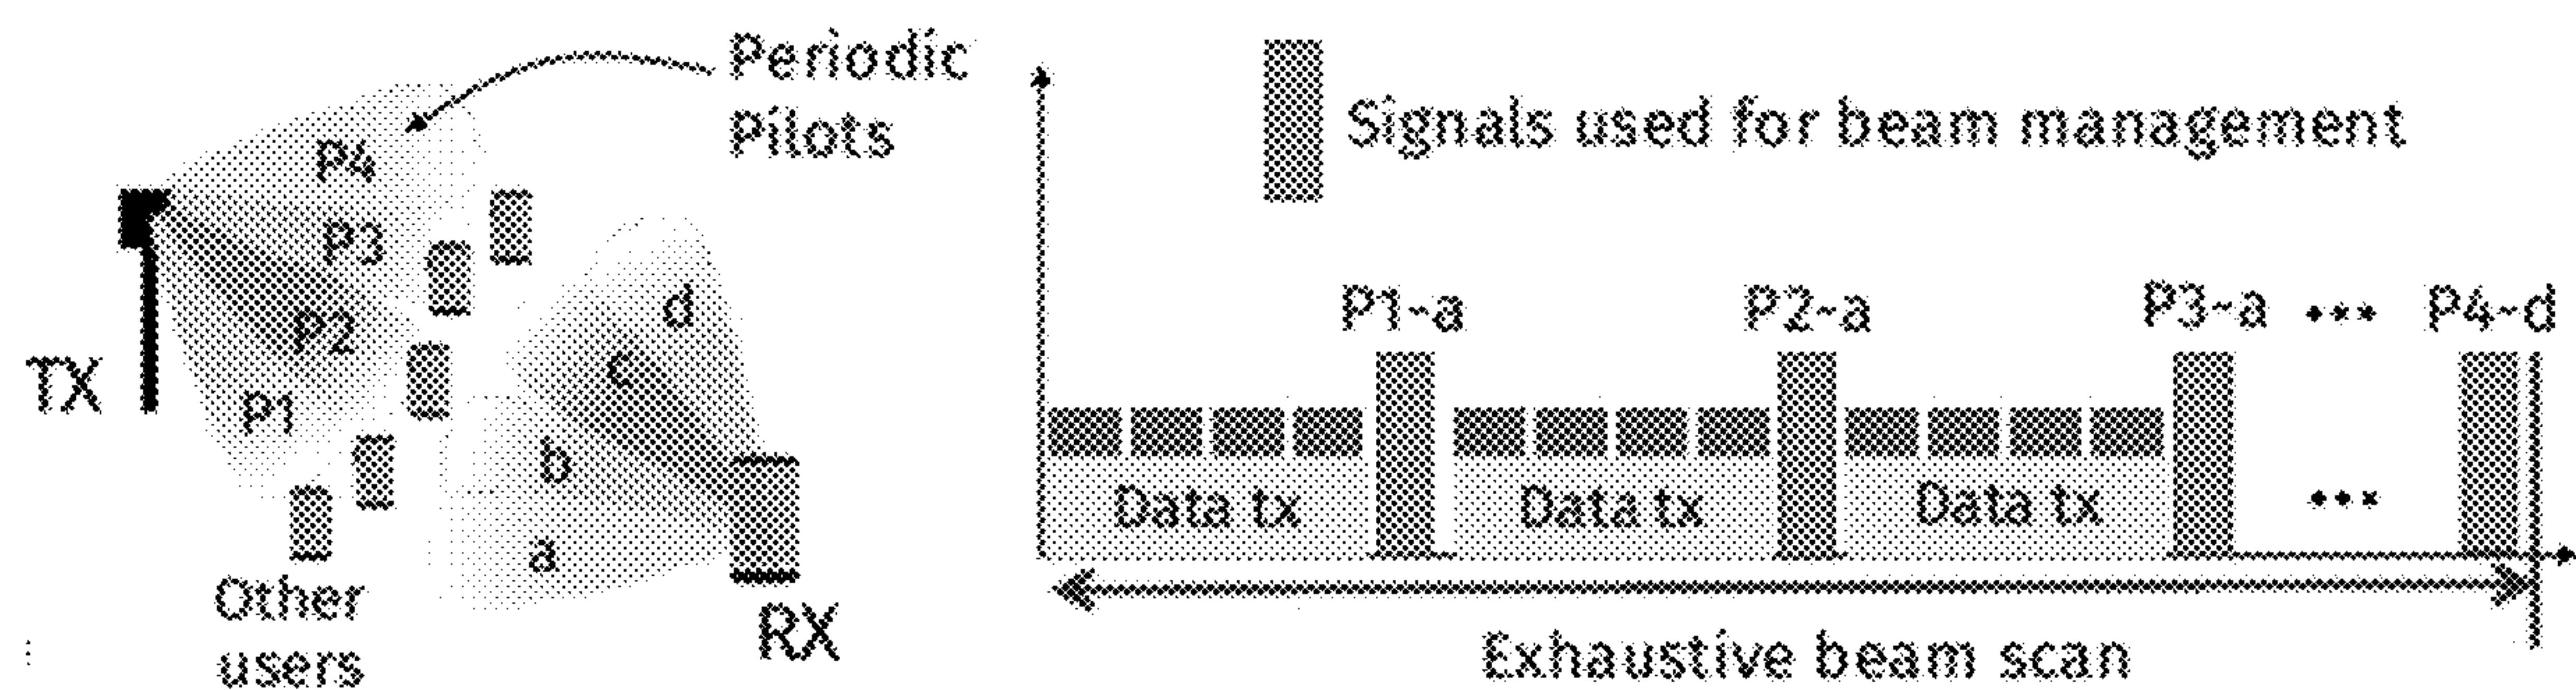 Periodic
Pilots
P4
P3
P2
P1
TX
Other
users
d
c
b
a
RX
Signals used for beam management
P1-a
P2-a
P3-a ...
P4-d
Data tx
Data tx
Data tx
...
Exhaustive beam scan